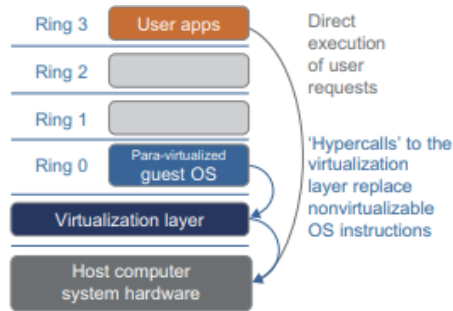 Ring 3
User apps
Ring 2
Ring 1
Ring 0
Para-virtualized
guest OS
Virtualization layer
Host computer
system hardware
Direct
execution
of user
requests
‘Hypercalls’ to the
virtualization
layer replace
nonvirtualizable
OS instructions